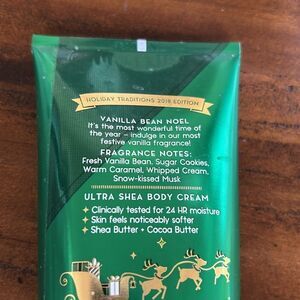 HOLIDAY TRADITIONS 2018 EDITION
VANILLA BEAN NOEL
It's the most wonderful time of
the year – indulge in our most
festive vanilla fragrance!
FRAGRANCE NOTES:
Fresh Vanilla Bean, Sugar Cookies,
Warm Caramel, Whipped Cream,
Snow-kissed Musk
ULTRA SHEA BODY CREAM
Clinically tested for 24 HR moisture
Skin feels noticeably softer
Shea Butter + Cocoa Butter